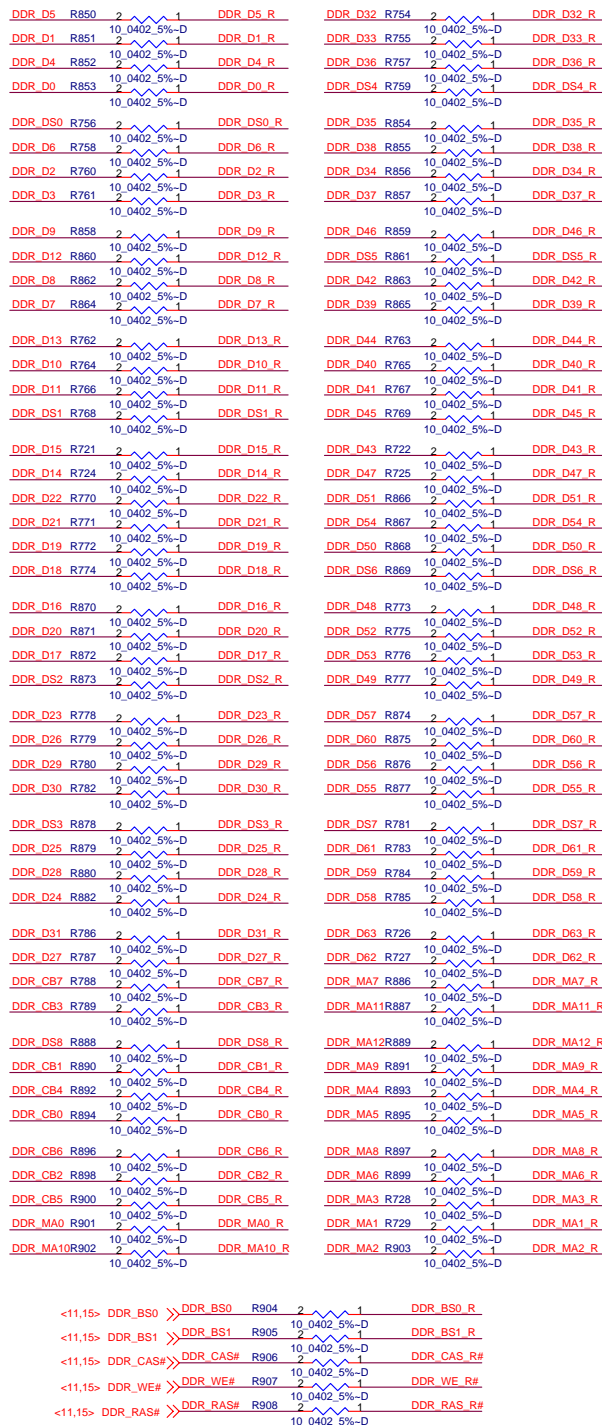 DDR_D5 R850 2 1 DDR_D5_R DDR_D32 R754 2 1 DDR_D32_R
10_0402_5%~D 10_0402_5%~D
DDR_D1 R851 2 1 DDR_D1_R DDR_D33 R755 2 1 DDR_D33_R
10_0402_5%~D 10_0402_5%~D
DDR_D4 R852 2 1 DDR_D4_R DDR_D36 R757 2 1 DDR_D36_R
10_0402_5%~D 10_0402_5%~D
DDR_D0 R853 2 1 DDR_D0_R DDR_DS4 R759 2 1 DDR_DS4_R
10_0402_5%~D 10_0402_5%~D
DDR_DS0 R756 2 1 DDR_DS0_R DDR_D35 R854 2 1 DDR_D35_R
10_0402_5%~D 10_0402_5%~D
DDR_D6 R758 2 1 DDR_D6_R DDR_D38 R855 2 1 DDR_D38_R
10_0402_5%~D 10_0402_5%~D
DDR_D2 R760 2 1 DDR_D2_R DDR_D34 R856 2 1 DDR_D34_R
10_0402_5%~D 10_0402_5%~D
DDR_D3 R761 2 1 DDR_D3_R DDR_D37 R857 2 1 DDR_D37_R
10_0402_5%~D 10_0402_5%~D
DDR_D9 R858 2 1 DDR_D9_R DDR_D46 R859 2 1 DDR_D46_R
10_0402_5%~D 10_0402_5%~D
DDR_D12 R860 2 1 DDR_D12_R DDR_DS5 R861 2 1 DDR_DS5_R
10_0402_5%~D 10_0402_5%~D
DDR_D8 R862 2 1 DDR_D8_R DDR_D42 R863 2 1 DDR_D42_R
10_0402_5%~D 10_0402_5%~D
DDR_D7 R864 2 1 DDR_D7_R DDR_D39 R865 2 1 DDR_D39_R
10_0402_5%~D 10_0402_5%~D
DDR_D13 R762 2 1 DDR_D13_R DDR_D44 R763 2 1 DDR_D44_R
10_0402_5%~D 10_0402_5%~D
DDR_D10 R764 2 1 DDR_D10_R DDR_D40 R765 2 1 DDR_D40_R
10_0402_5%~D 10_0402_5%~D
DDR_D11 R766 2 1 DDR_D11_R DDR_D41 R767 2 1 DDR_D41_R
10_0402_5%~D 10_0402_5%~D
DDR_DS1 R768 2 1 DDR_DS1_R DDR_D45 R769 2 1 DDR_D45_R
10_0402_5%~D 10_0402_5%~D
DDR_D15 R721 2 1 DDR_D15_R DDR_D43 R722 2 1 DDR_D43_R
10_0402_5%~D 10_0402_5%~D
DDR_D14 R724 2 1 DDR_D14_R DDR_D47 R725 2 1 DDR_D47_R
10_0402_5%~D 10_0402_5%~D
DDR_D22 R770 2 1 DDR_D22_R DDR_D51 R866 2 1 DDR_D51_R
10_0402_5%~D 10_0402_5%~D
DDR_D21 R771 2 1 DDR_D21_R DDR_D54 R867 2 1 DDR_D54_R
10_0402_5%~D 10_0402_5%~D
DDR_D19 R772 2 1 DDR_D19_R DDR_D50 R868 2 1 DDR_D50_R
10_0402_5%~D 10_0402_5%~D
DDR_D18 R774 2 1 DDR_D18_R DDR_DS6 R869 2 1 DDR_DS6_R
10_0402_5%~D 10_0402_5%~D
DDR_D16 R870 2 1 DDR_D16_R DDR_D48 R773 2 1 DDR_D48_R
10_0402_5%~D 10_0402_5%~D
DDR_D20 R871 2 1 DDR_D20_R DDR_D52 R775 2 1 DDR_D52_R
10_0402_5%~D 10_0402_5%~D
DDR_D17 R872 2 1 DDR_D17_R DDR_D53 R776 2 1 DDR_D53_R
10_0402_5%~D 10_0402_5%~D
DDR_DS2 R873 2 1 DDR_DS2_R DDR_D49 R777 2 1 DDR_D49_R
10_0402_5%~D 10_0402_5%~D
DDR_D23 R778 2 1 DDR_D23_R DDR_D57 R874 2 1 DDR_D57_R
10_0402_5%~D 10_0402_5%~D
DDR_D26 R779 2 1 DDR_D26_R DDR_D60 R875 2 1 DDR_D60_R
10_0402_5%~D 10_0402_5%~D
DDR_D29 R780 2 1 DDR_D29_R DDR_D56 R876 2 1 DDR_D56_R
10_0402_5%~D 10_0402_5%~D
DDR_D30 R782 2 1 DDR_D30_R DDR_D55 R877 2 1 DDR_D55_R
10_0402_5%~D 10_0402_5%~D
DDR_DS3 R878 2 1 DDR_DS3_R DDR_DS7 R781 2 1 DDR_DS7_R
10_0402_5%~D 10_0402_5%~D
DDR_D25 R879 2 1 DDR_D25_R DDR_D61 R783 2 1 DDR_D61_R
10_0402_5%~D 10_0402_5%~D
DDR_D28 R880 2 1 DDR_D28_R DDR_D59 R784 2 1 DDR_D59_R
10_0402_5%~D 10_0402_5%~D
DDR_D24 R882 2 1 DDR_D24_R DDR_D58 R785 2 1 DDR_D58_R
10_0402_5%~D 10_0402_5%~D
DDR_D31 R786 2 1 DDR_D31_R DDR_D63 R726 2 1 DDR_D63_R
10_0402_5%~D 10_0402_5%~D
DDR_D27 R787 2 1 DDR_D27_R DDR_D62 R727 2 1 DDR_D62_R
10_0402_5%~D 10_0402_5%~D
DDR_CB7 R788 2 1 DDR_CB7_R DDR_MA7 R886 2 1 DDR_MA7_R
10_0402_5%~D 10_0402_5%~D
DDR_CB3 R789 2 1 DDR_CB3_R DDR_MA11 R887 2 1 DDR_MA11_R
10_0402_5%~D 10_0402_5%~D
DDR_DS8 R888 2 1 DDR_DS8_R DDR_MA12 R889 2 1 DDR_MA12_R
10_0402_5%~D 10_0402_5%~D
DDR_CB1 R890 2 1 DDR_CB1_R DDR_MA9 R891 2 1 DDR_MA9_R
10_0402_5%~D 10_0402_5%~D
DDR_CB4 R892 2 1 DDR_CB4_R DDR_MA4 R893 2 1 DDR_MA4_R
10_0402_5%~D 10_0402_5%~D
DDR_CB0 R894 2 1 DDR_CB0_R DDR_MA5 R895 2 1 DDR_MA5_R
10_0402_5%~D 10_0402_5%~D
DDR_CB6 R896 2 1 DDR_CB6_R DDR_MA8 R897 2 1 DDR_MA8_R
10_0402_5%~D 10_0402_5%~D
DDR_CB2 R898 2 1 DDR_CB2_R DDR_MA6 R899 2 1 DDR_MA6_R
10_0402_5%~D 10_0402_5%~D
DDR_CB5 R900 2 1 DDR_CB5_R DDR_MA3 R728 2 1 DDR_MA3_R
10_0402_5%~D 10_0402_5%~D
DDR_MA0 R901 2 1 DDR_MA0_R DDR_MA1 R729 2 1 DDR_MA1_R
10_0402_5%~D 10_0402_5%~D
DDR_MA10 R902 2 1 DDR_MA10_R DDR_MA2 R903 2 1 DDR_MA2_R
10_0402_5%~D 10_0402_5%~D
<11,15> DDR_BS0 DDR_BS0 R904 2 1 DDR_BS0_R
10_0402_5%~D
<11,15> DDR_BS1 DDR_BS1 R905 2 1 DDR_BS1_R
10_0402_5%~D
<11,15> DDR_CAS# DDR_CAS# R906 2 1 DDR_CAS_R#
10_0402_5%~D
<11,15> DDR_WE# DDR_WE# R907 2 1 DDR_WE_R#
10_0402_5%~D
<11,15> DDR_RAS# DDR_RAS# R908 2 1 DDR_RAS_R#
10_0402_5%~D